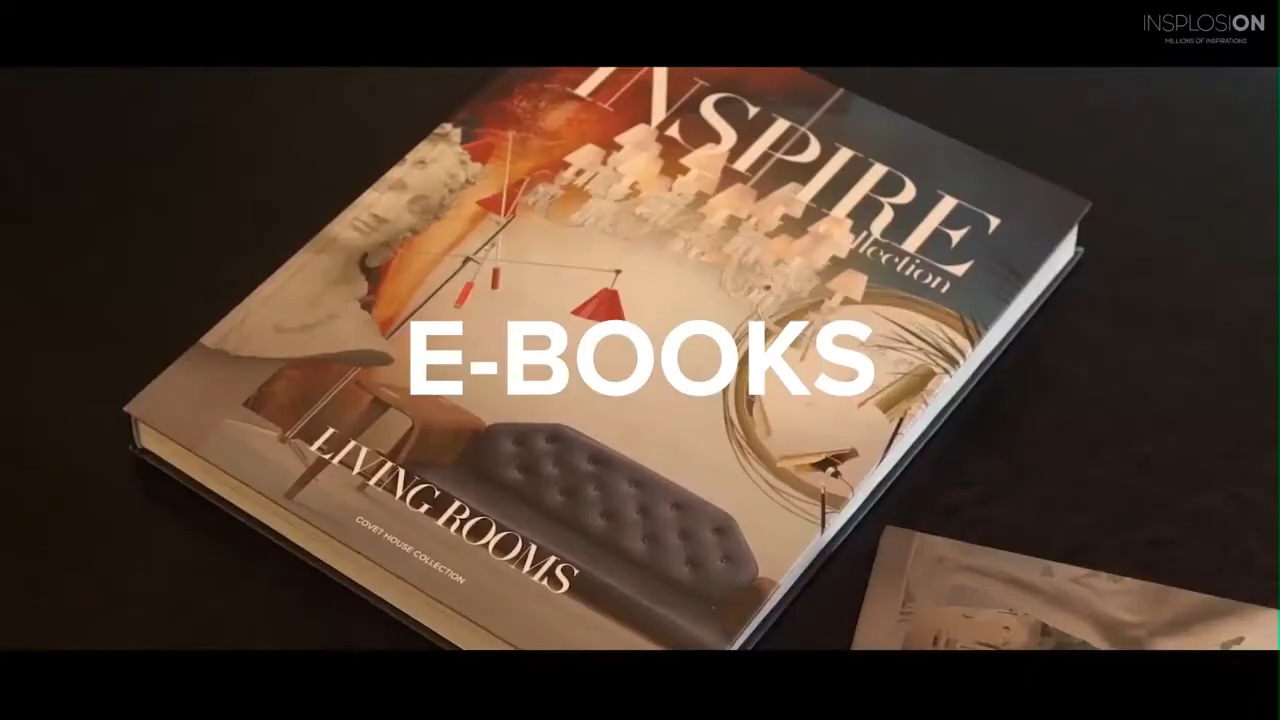 INSPLOSION
MILLIONS OF INSPIRATIONS
INSPIRE
Collection
E-BOOKS
LIVING ROOMS
COVET HOUSE COLLECTION